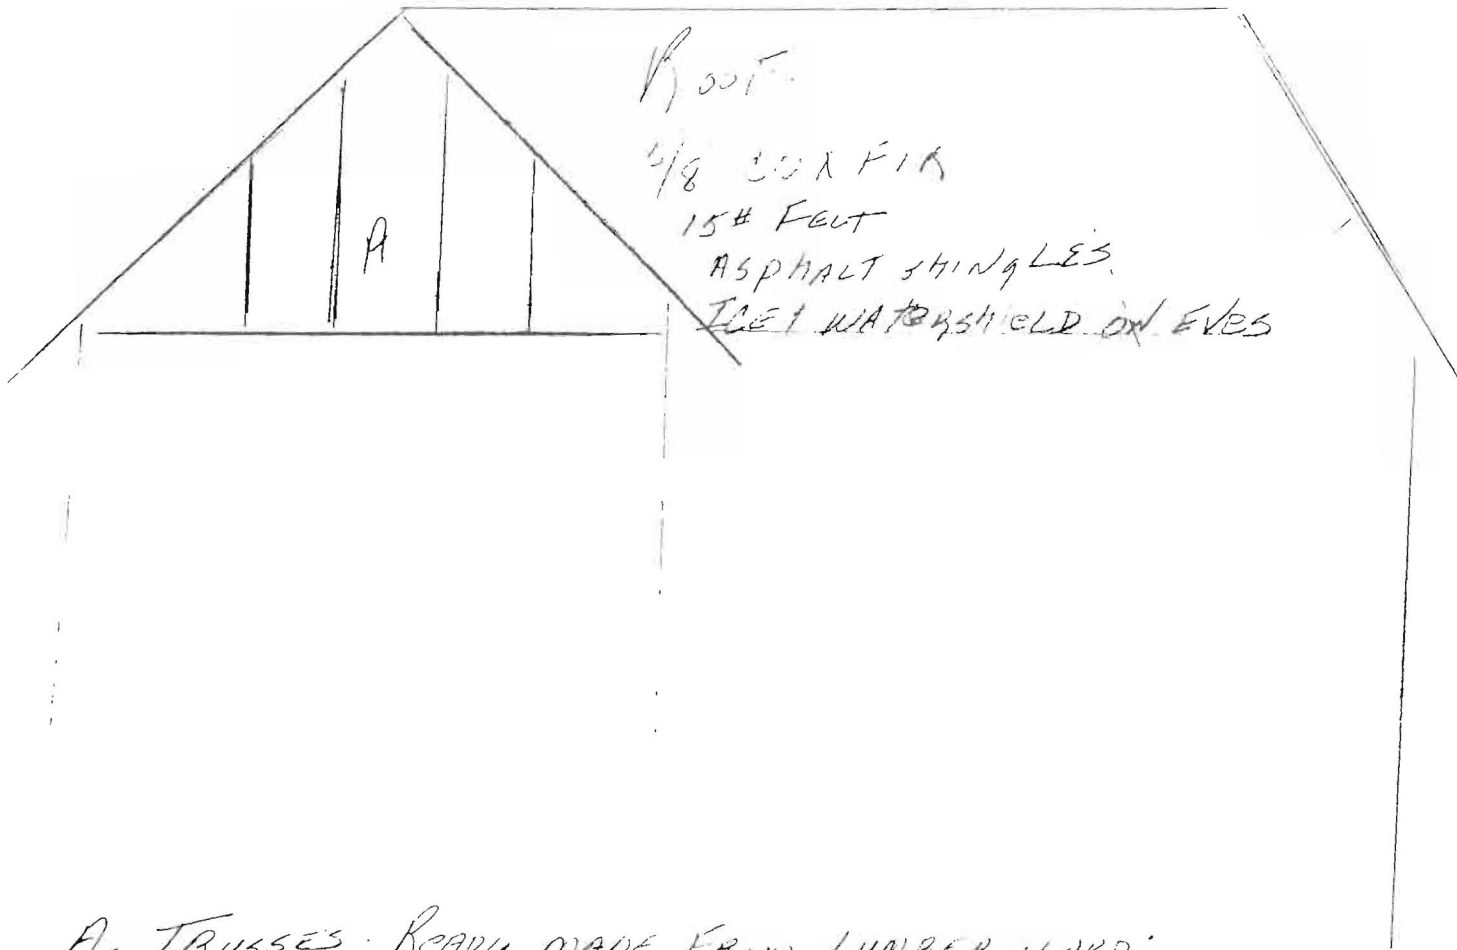 ROOF
5/8 CDX FIR
15# FELT
ASPHALT SHINGLES.
ICE & WATERSHIELD ON EVES
A
A. TRUSSES. READY MADE FROM LUMBER YARD.